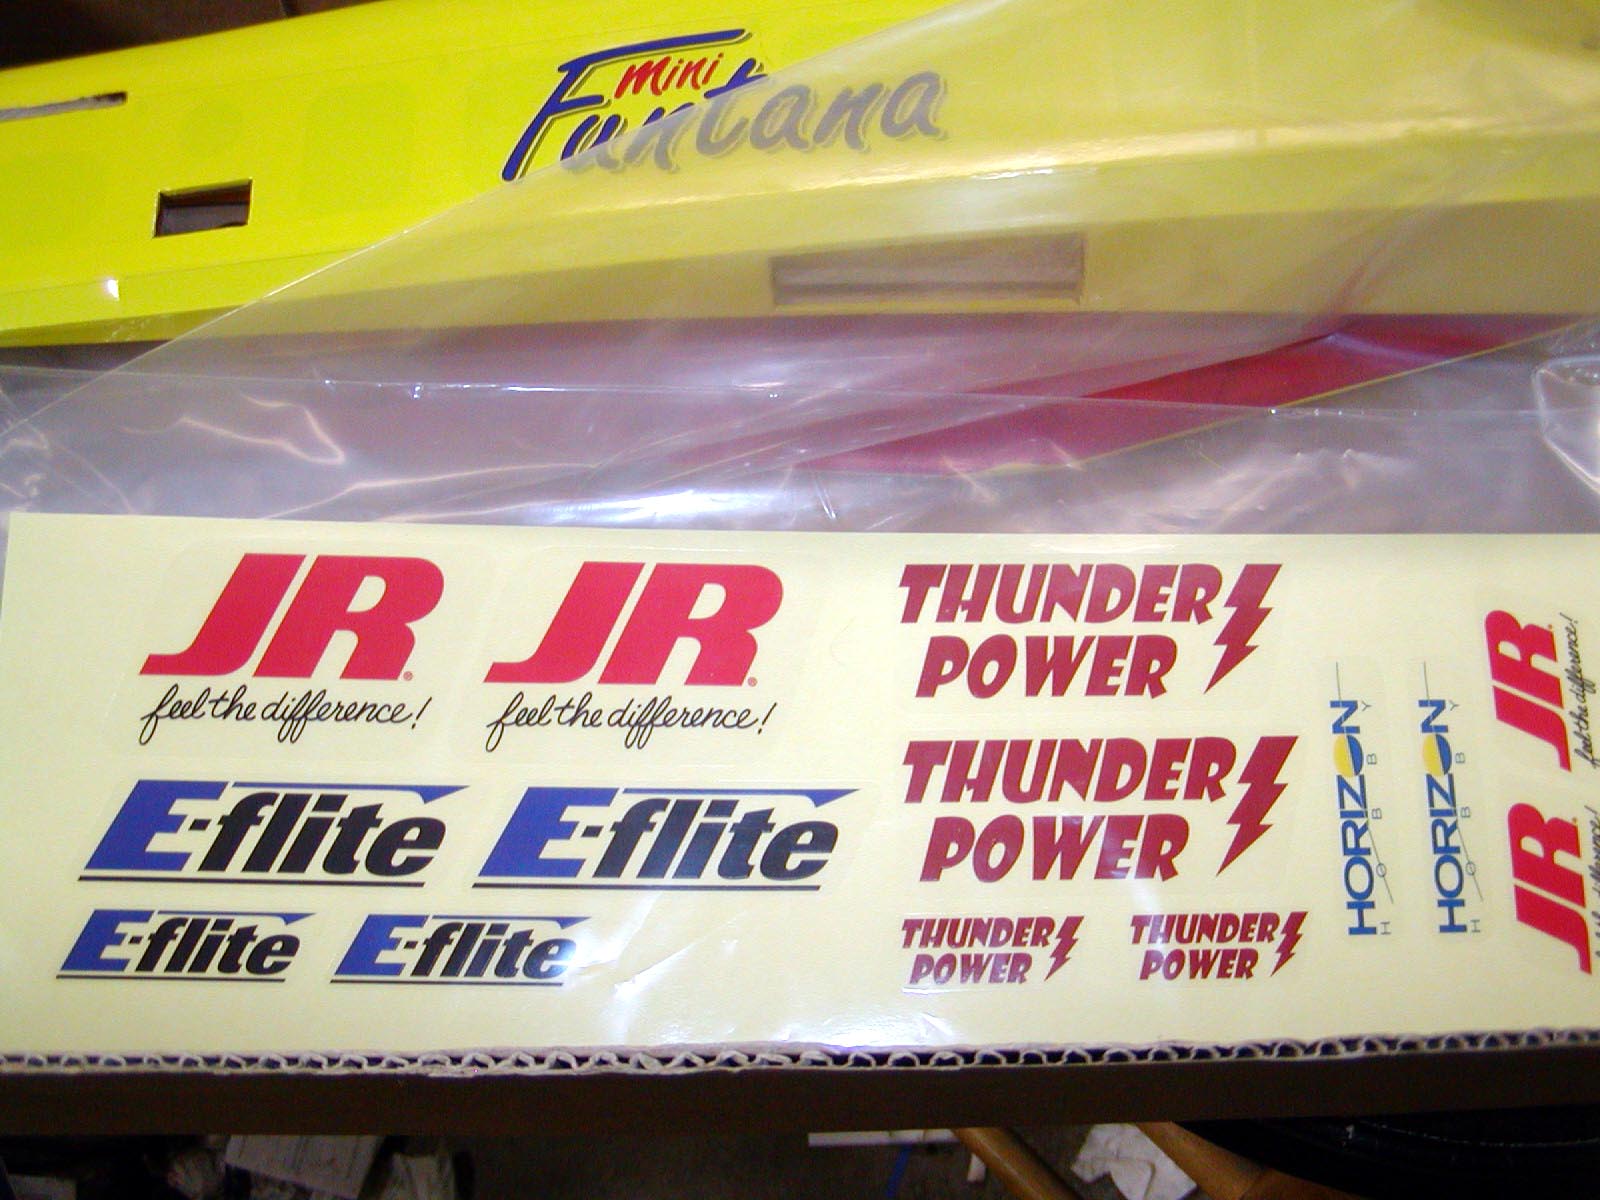 mini
Funtana
JR
feel the difference!
JR
feel the difference!
THUNDER
POWER
THUNDER
POWER
E-flite
E-flite
E-flite
E-flite
THUNDER
POWER
THUNDER
POWER
HORIZON
HOBBY
HORIZON
HOBBY
JR
feel the difference!
JR